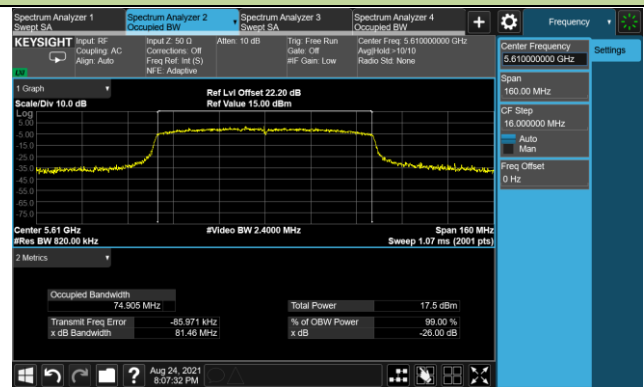 Spectrum Analyzer 1
Swept SA
Spectrum Analyzer 2
Occupied BW
Spectrum Analyzer 3
Swept SA
Spectrum Analyzer 4
Occupied BW
+
Frequency
KEYSIGHT
Input: RF
Coupling: AC
Align: Auto
Input Z: 50 Ω
Corrections: Off
Freq Ref: Int (S)
NFE: Adaptive
Atten: 10 dB
Trig: Free Run
Gate: Off
#IF Gain: Low
Center Freq: 5.610000000 GHz
Avg|Hold:>10/10
Radio Std: None
LV
Center Frequency
5.610000000 GHz
Settings
Span
160.00 MHz
CF Step
16.000000 MHz
Auto
Man
Freq Offset
0 Hz
1 Graph
Scale/Div 10.0 dB
Ref Lvl Offset 22.20 dB
Ref Value 15.00 dBm
Log
5.00
-5.00
-15.0
-25.0
-35.0
-45.0
-55.0
-65.0
-75.0
Center 5.61 GHz
#Res BW 820.00 kHz
#Video BW 2.4000 MHz
Span 160 MHz
Sweep 1.07 ms (2001 pts)
2 Metrics
Occupied Bandwidth
74.905 MHz
Total Power 17.5 dBm
Transmit Freq Error -85.971 kHz
% of OBW Power 99.00 %
x dB Bandwidth 81.46 MHz
x dB -26.00 dB
?
Aug 24, 2021
8:07:32 PM